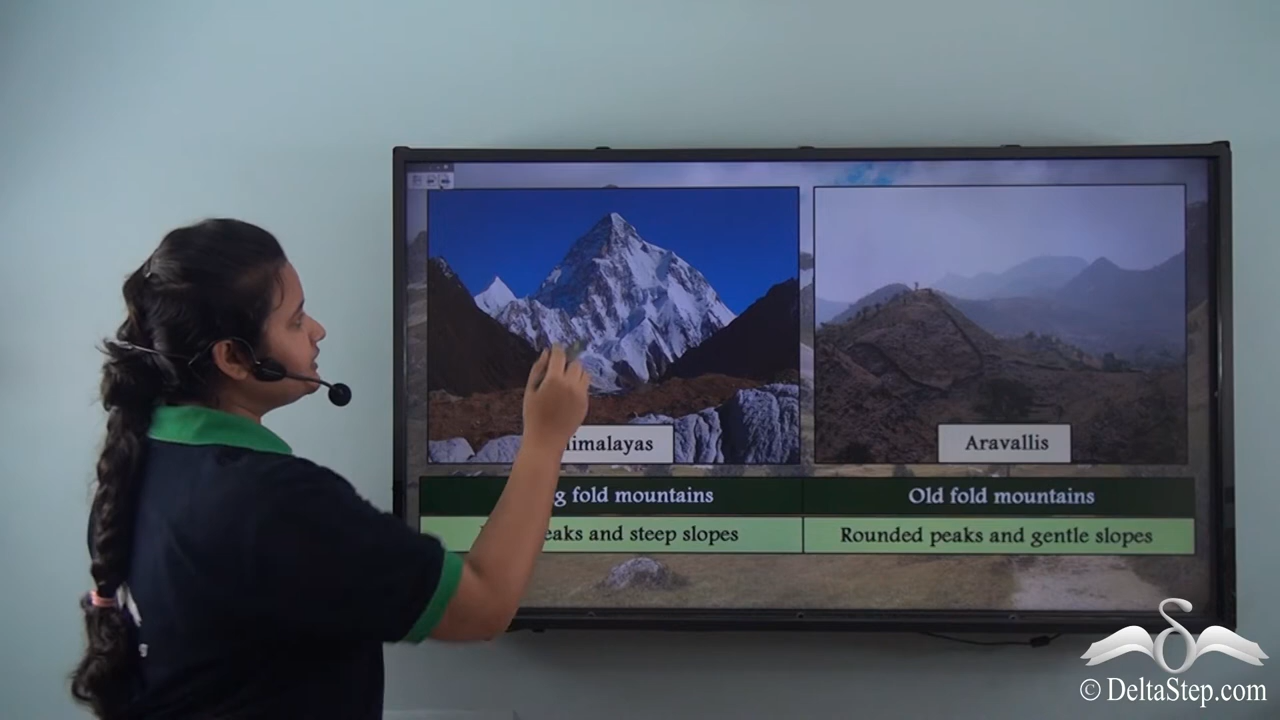 imalayas
Aravallis
g fold mountains
Old fold mountains
eaks and steep slopes
Rounded peaks and gentle slopes
© DeltaStep.com